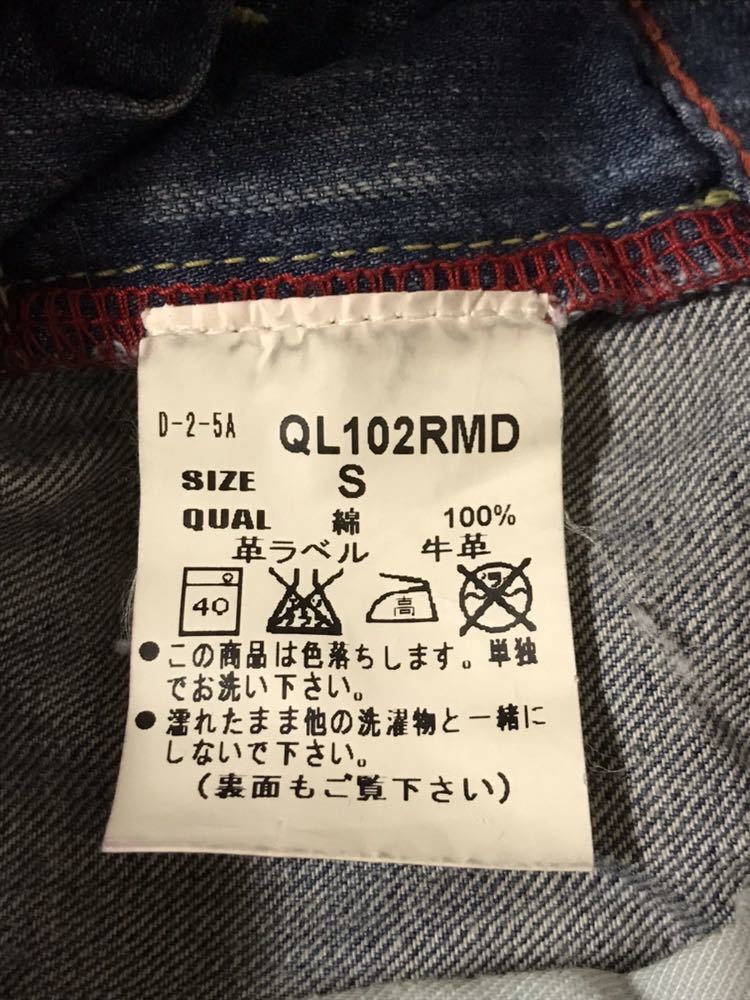 D-2-5A QL102RMD
SIZE S
QUAL 綿 100%
革ラベル 牛革
40 高
●この商品は色落ちします。単独
でお洗い下さい。
●濡れたまま他の洗濯物と一緒に
しないで下さい。
(裏面もご覧下さい)